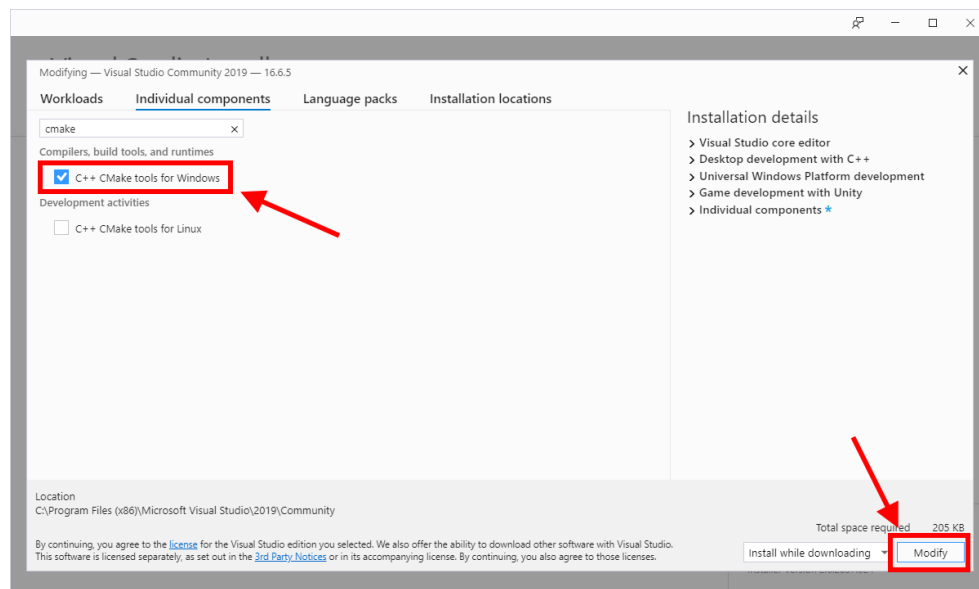 Modifying — Visual Studio Community 2019 — 16.6.5
Workloads Individual components Language packs Installation locations
cmake
Compilers, build tools, and runtimes
C++ CMake tools for Windows
Development activities
C++ CMake tools for Linux
Installation details
Visual Studio core editor
Desktop development with C++
Universal Windows Platform development
Game development with Unity
Individual components *
Location
C:\Program Files (x86)\Microsoft Visual Studio\2019\Community
By continuing, you agree to the license for the Visual Studio edition you selected. We also offer the ability to download other software with Visual Studio.
This software is licensed separately, as set out in the 3rd Party Notices or in its accompanying license. By continuing, you also agree to those licenses.
Total space required 205 KB
Install while downloading Modify